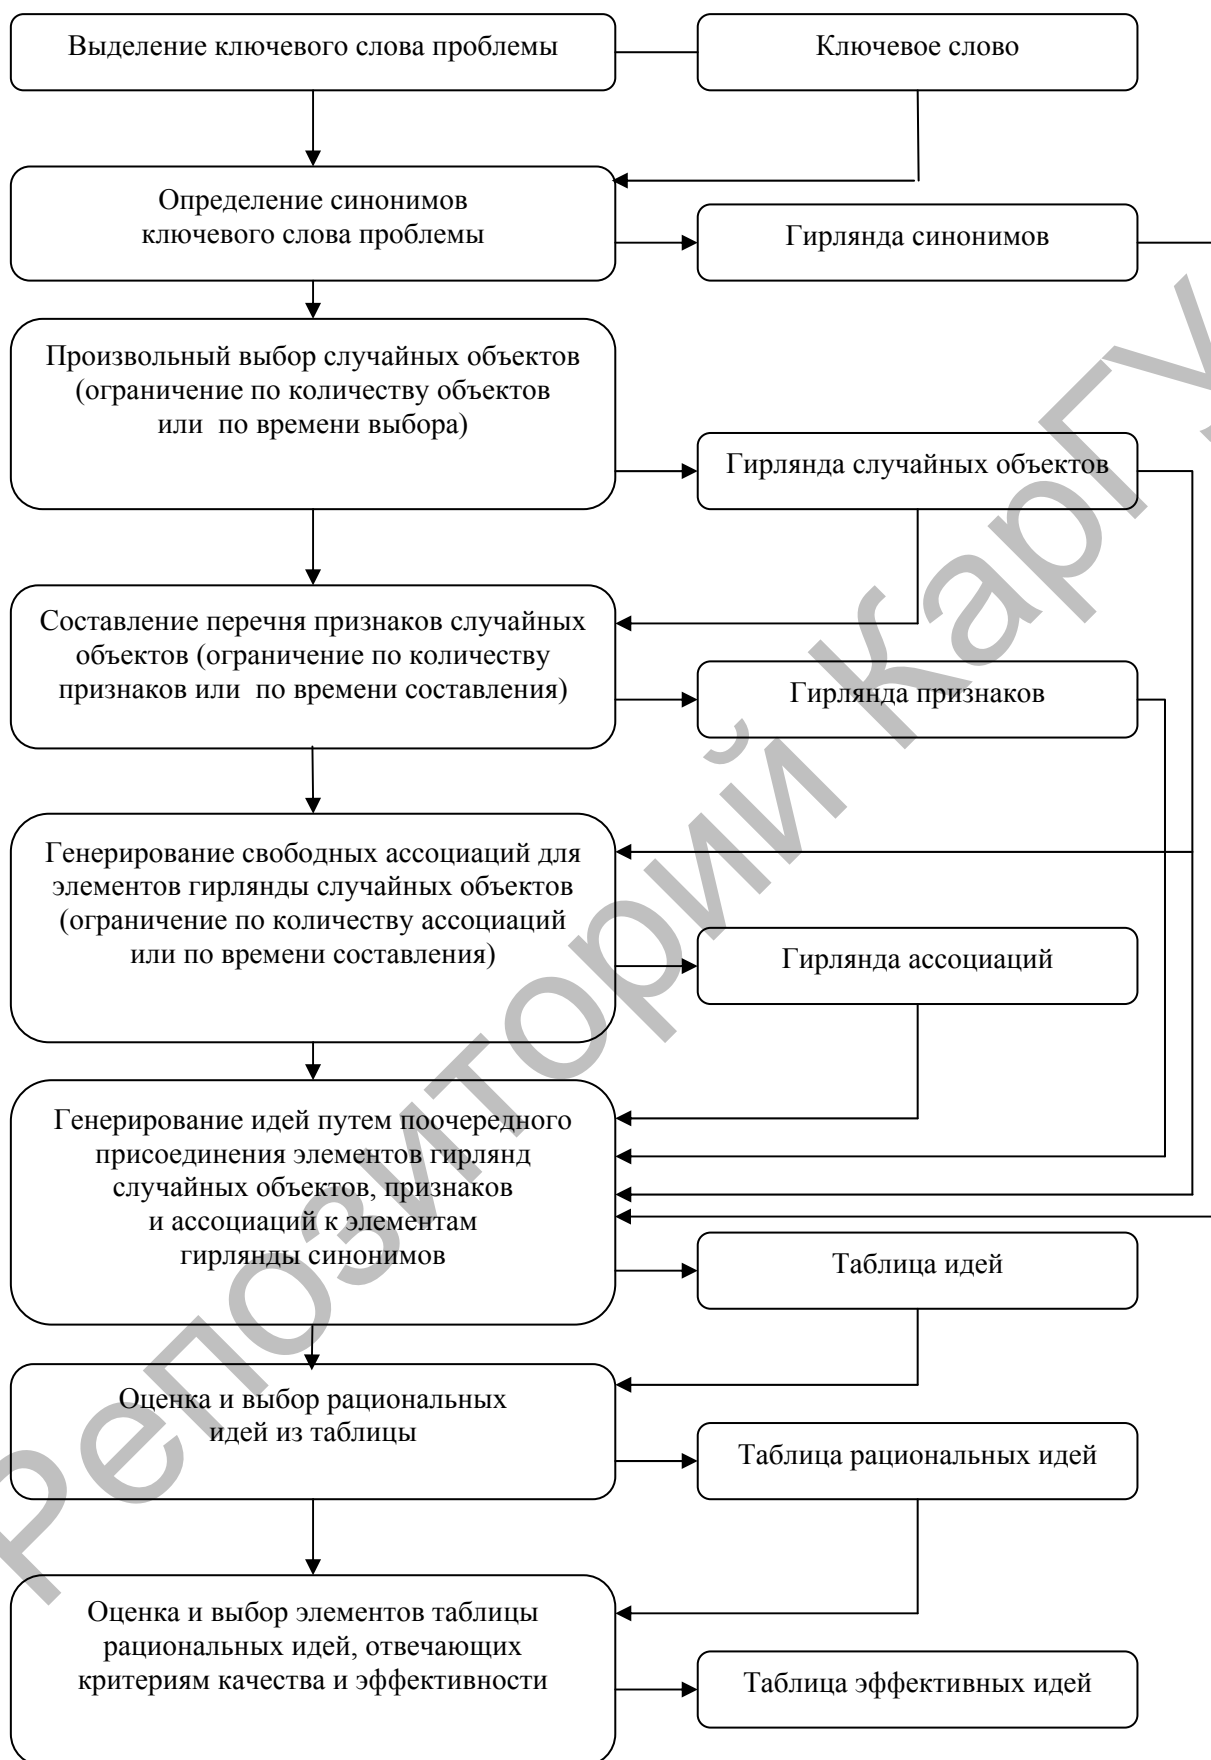 Выделение ключевого слова проблемы
Ключевое слово
Определение синонимов
ключевого слова проблемы
Гирлянда синонимов
Произвольный выбор случайных объектов
(ограничение по количеству объектов
или по времени выбора)
Гирлянда случайных объектов
Составление перечня признаков случайных
объектов (ограничение по количеству
признаков или по времени составления)
Гирлянда признаков
Генерирование свободных ассоциаций для
элементов гирлянды случайных объектов
(ограничение по количеству ассоциаций
или по времени составления)
Гирлянда ассоциаций
Генерирование идей путем поочередного
присоединения элементов гирлянд
случайных объектов, признаков
и ассоциаций к элементам
гирлянды синонимов
Таблица идей
Оценка и выбор рациональных
идей из таблицы
Таблица рациональных идей
Оценка и выбор элементов таблицы
рациональных идей, отвечающих
критериям качества и эффективности
Таблица эффективных идей
Репозиторий КарГУ